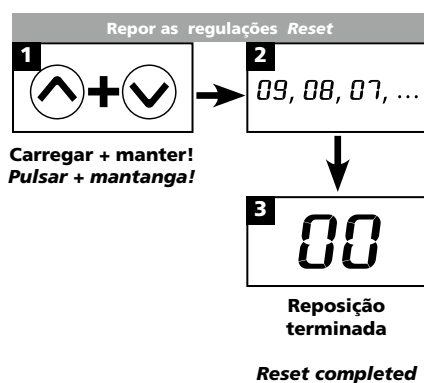 Repor as regulações Reset
1
+
2
09, 08, 07, ...
Carregar + manter!
Pulsar + mantanga!
3
00
Reposição
terminada
Reset completed